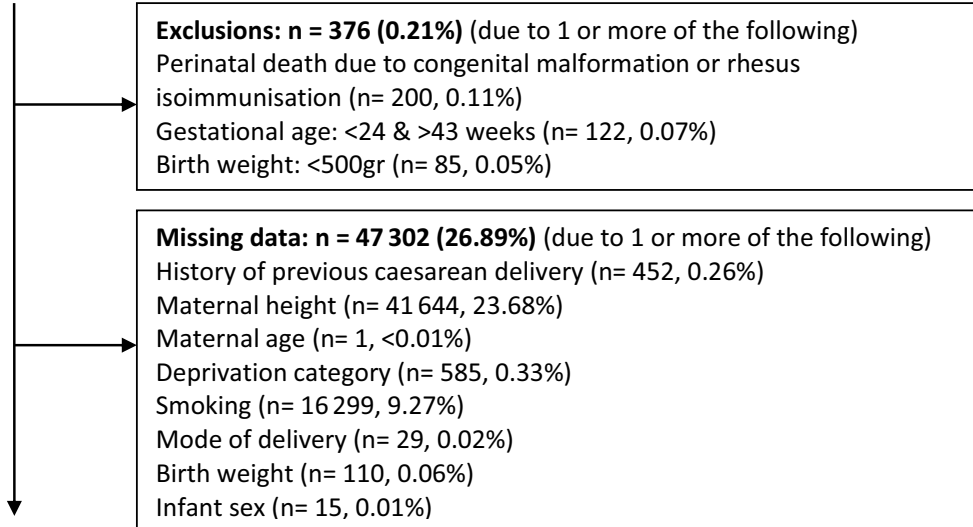 Exclusions: n = 376 (0.21%) (due to 1 or more of the following)
Perinatal death due to congenital malformation or rhesus
isoimmunisation (n= 200, 0.11%)
Gestational age: <24 & >43 weeks (n= 122, 0.07%)
Birth weight: <500gr (n= 85, 0.05%)
Missing data: n = 47 302 (26.89%) (due to 1 or more of the following)
History of previous caesarean delivery (n= 452, 0.26%)
Maternal height (n= 41 644, 23.68%)
Maternal age (n= 1, <0.01%)
Deprivation category (n= 585, 0.33%)
Smoking (n= 16 299, 9.27%)
Mode of delivery (n= 29, 0.02%)
Birth weight (n= 110, 0.06%)
Infant sex (n= 15, 0.01%)